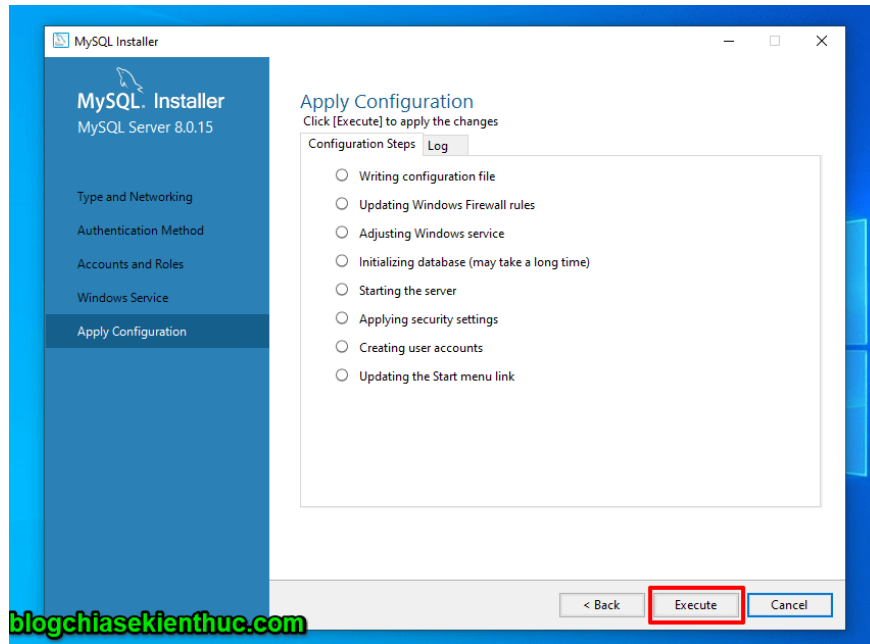 MySQL Installer
MySQL. Installer
MySQL Server 8.0.15
Type and Networking
Authentication Method
Accounts and Roles
Windows Service
Apply Configuration
Apply Configuration
Click [Execute] to apply the changes
Configuration Steps Log
Writing configuration file
Updating Windows Firewall rules
Adjusting Windows service
Initializing database (may take a long time)
Starting the server
Applying security settings
Creating user accounts
Updating the Start menu link
< Back Execute Cancel
blogchiasekienthuc.com